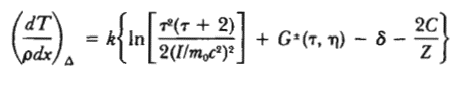 (dT/ρdx)_Δ = k{ln[τ²(τ + 2)/2(I/m₀c²)²] + G±(τ, η) − δ − 2C/Z}